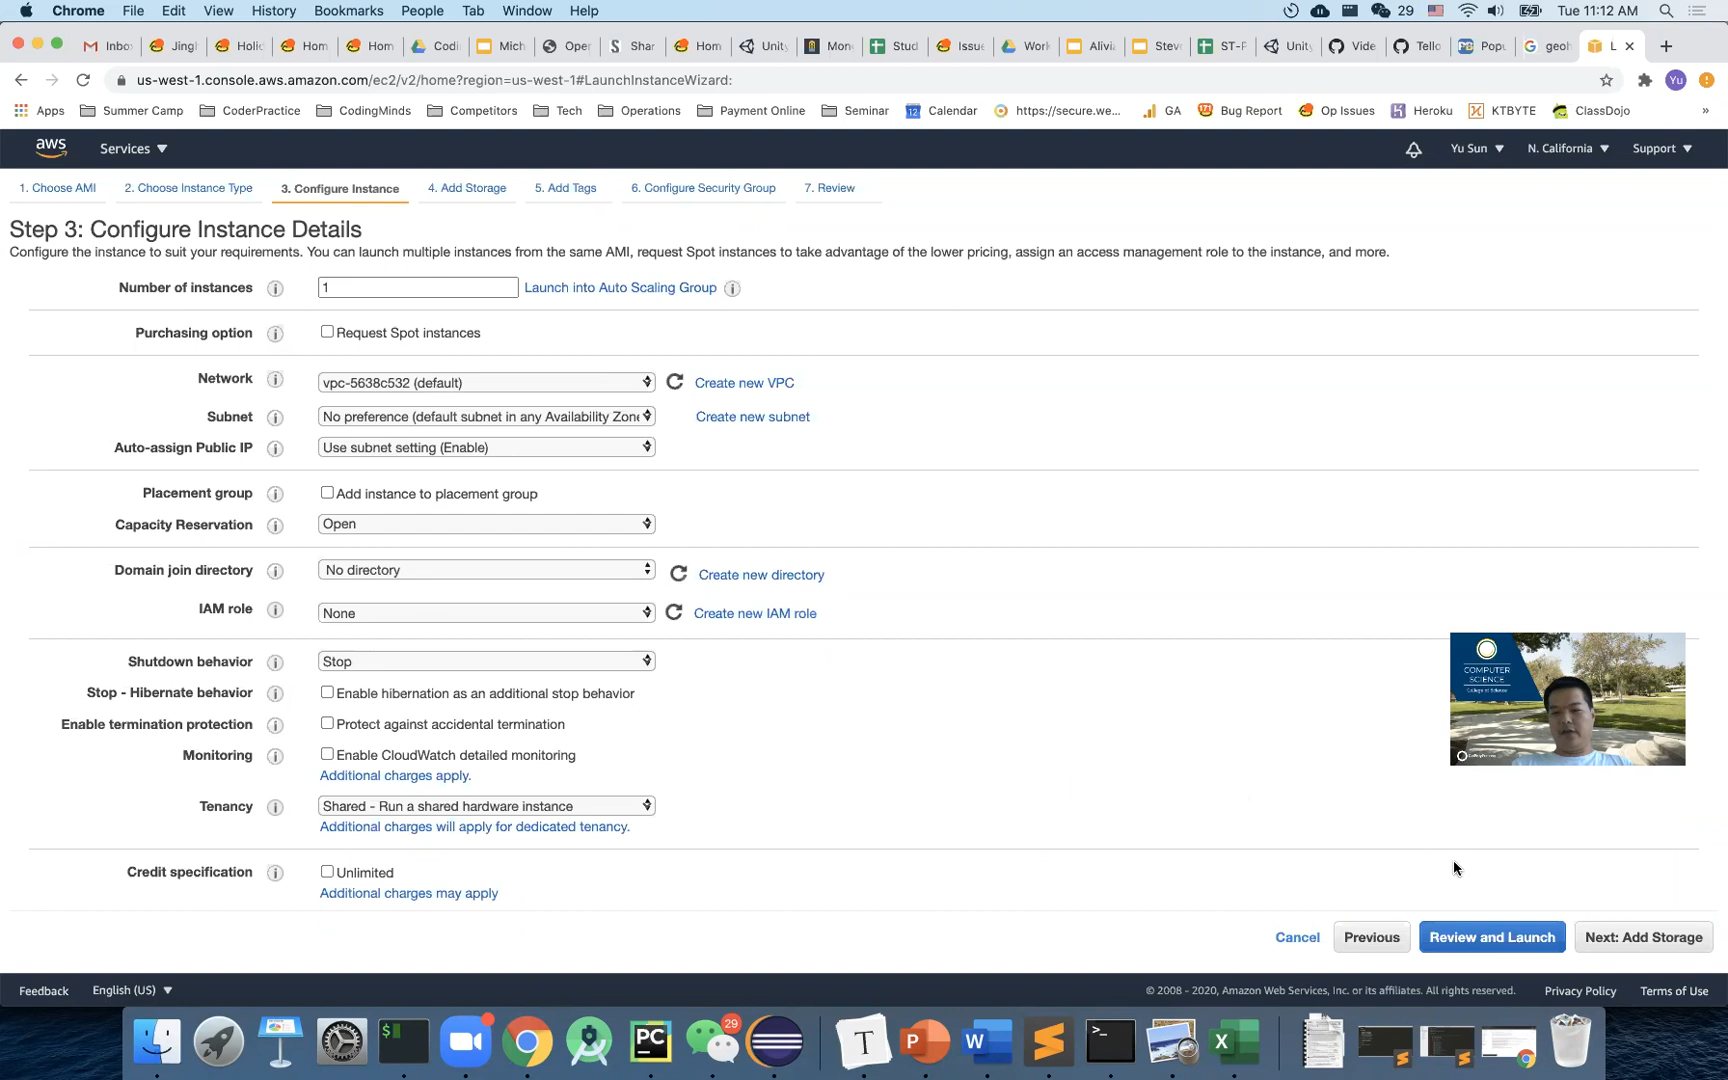 Chrome File Edit View History Bookmarks People Tab Window Help 29 Tue 11:12 AM
Inbo Jingl Holic Hom Hom Codi Mich Ope Shar Hom Unity Mon Stud Issue Work Alivia Steve ST-F Unity Vide Tello Popu geoh L
us-west-1.console.aws.amazon.com/ec2/v2/home?region=us-west-1#LaunchInstanceWizard: Yu
Apps Summer Camp CoderPractice CodingMinds Competitors Tech Operations Payment Online Seminar 12 Calendar https://secure.we... GA Bug Report Op Issues Heroku KTBYTE ClassDojo »
aws Services Yu Sun N. California Support
1. Choose AMI 2. Choose Instance Type 3. Configure Instance 4. Add Storage 5. Add Tags 6. Configure Security Group 7. Review
Step 3: Configure Instance Details
Configure the instance to suit your requirements. You can launch multiple instances from the same AMI, request Spot instances to take advantage of the lower pricing, assign an access management role to the instance, and more.
Number of instances 1 Launch into Auto Scaling Group
Purchasing option Request Spot instances
Network vpc-5638c532 (default) Create new VPC
Subnet No preference (default subnet in any Availability Zone Create new subnet
Auto-assign Public IP Use subnet setting (Enable)
Placement group Add instance to placement group
Capacity Reservation Open
Domain join directory No directory Create new directory
IAM role None Create new IAM role
Shutdown behavior Stop
Stop - Hibernate behavior Enable hibernation as an additional stop behavior
Enable termination protection Protect against accidental termination
Monitoring Enable CloudWatch detailed monitoring
Additional charges apply.
Tenancy Shared - Run a shared hardware instance
Additional charges will apply for dedicated tenancy.
Credit specification Unlimited
Additional charges may apply
COMPUTER
SCIENCE
College of Science
Cancel Previous Review and Launch Next: Add Storage
Feedback English (US) © 2008 - 2020, Amazon Web Services, Inc. or its affiliates. All rights reserved. Privacy Policy Terms of Use
$ PC 29 T P W >_ X